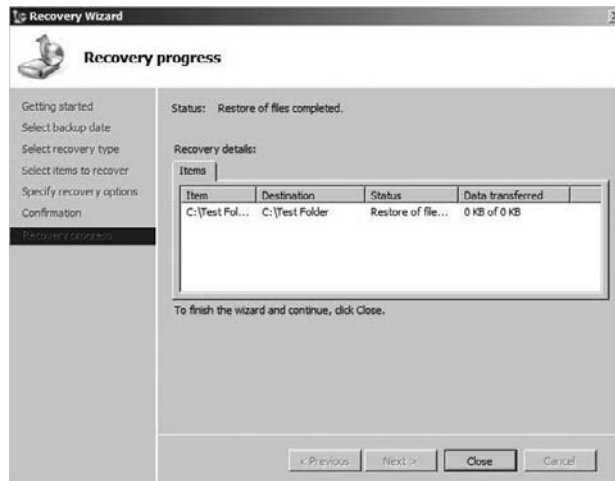 Recovery Wizard
Recovery progress
Getting started
Select backup date
Select recovery type
Select items to recover
Specify recovery options
Confirmation
Recovery progress
Status: Restore of files completed.
Recovery details:
Items
Item Destination Status Data transferred
C:\Test Fol... C:\Test Folder Restore of file... 0 KB of 0 KB
To finish the wizard and continue, click Close.
< Previous Next > Close Cancel